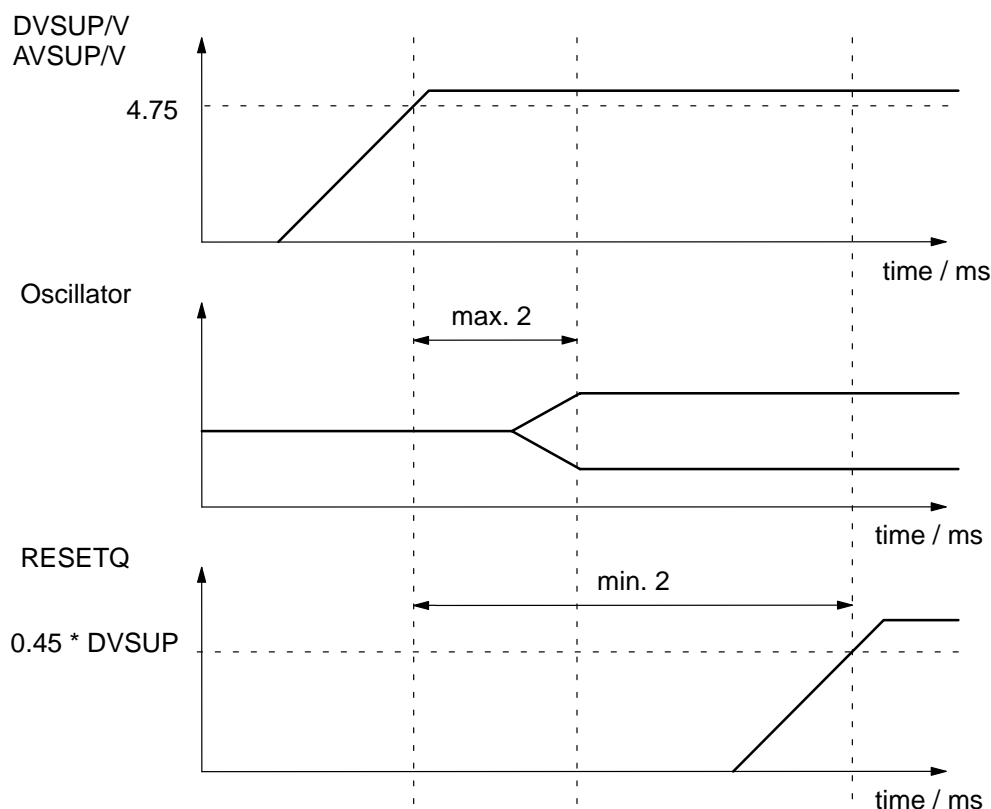 DVSUP/V
AVSUP/V
4.75
time / ms
Oscillator
max. 2
time / ms
RESETQ
min. 2
0.45 * DVSUP
time / ms